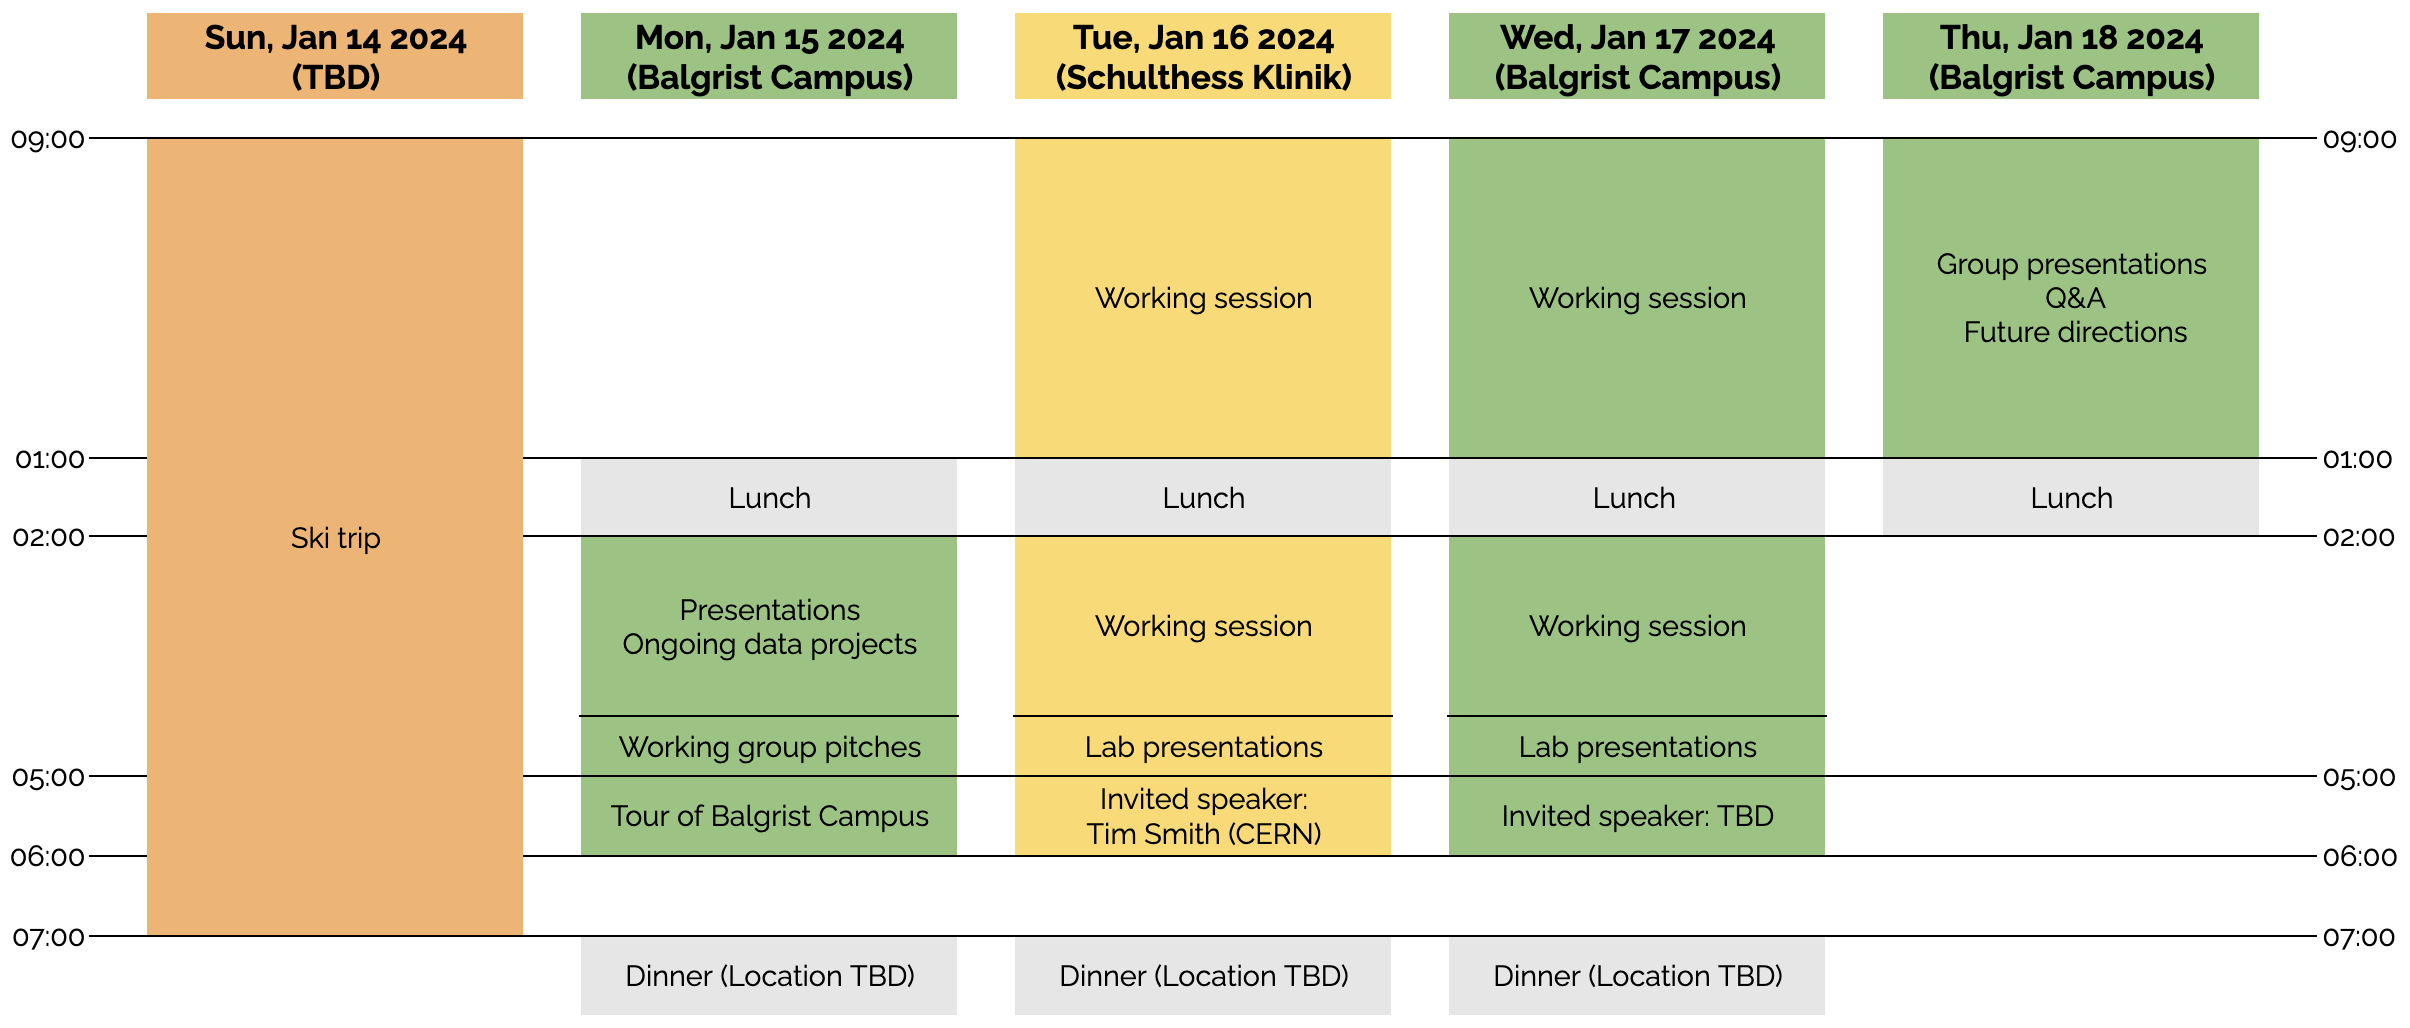 Sun, Jan 14 2024
(TBD)
Mon, Jan 15 2024
(Balgrist Campus)
Tue, Jan 16 2024
(Schulthess Klinik)
Wed, Jan 17 2024
(Balgrist Campus)
Thu, Jan 18 2024
(Balgrist Campus)
09:00
09:00
Working session
Working session
Group presentations
Q&A
Future directions
01:00
01:00
Lunch
Lunch
Lunch
Lunch
02:00
Ski trip
02:00
Presentations
Ongoing data projects
Working session
Working session
Working group pitches
Lab presentations
Lab presentations
05:00
05:00
Tour of Balgrist Campus
Invited speaker:
Tim Smith (CERN)
Invited speaker: TBD
06:00
06:00
07:00
07:00
Dinner (Location TBD)
Dinner (Location TBD)
Dinner (Location TBD)